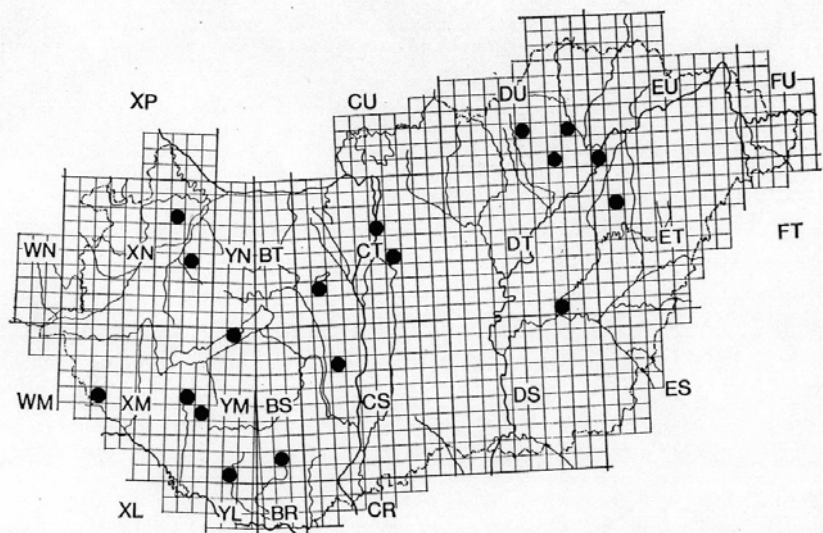 XP CU DU EU FU
WN XN YN BT CT DT ET FT
WM XM YM BS CS DS ES
XL YL BR CR